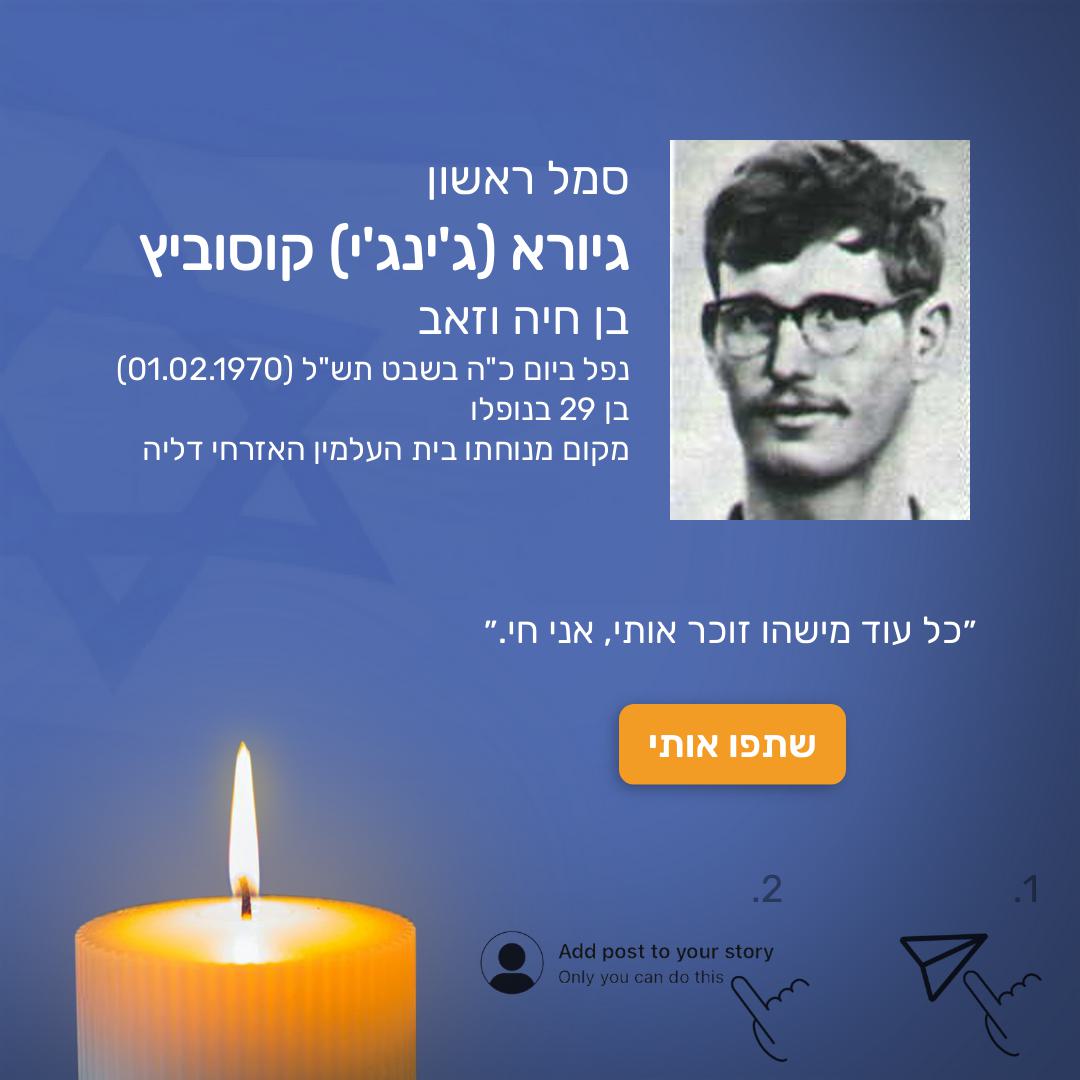 סמל ראשון
גיורא (ג'ינג'י) קוסוביץ
בן חיה וזאב
נפל ביום כ"ה בשבט תש"ל (01.02.1970)
בן 29 בנופלו
מקום מנוחתו בית העלמין האזרחי דליה
״כל עוד מישהו זוכר אותי, אני חי.״
שתפו אותי
1.
2.
Add post to your story
Only you can do this